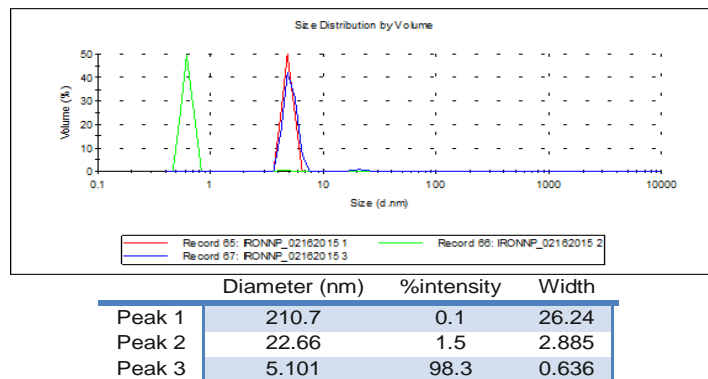 Size Distribution by Volume
Volume (%)
50
40
30
20
10
0
0.1 1 10 100 1000 10000
Size (d.nm)
Record 65: IRONNP_02162015 1 Record 66: IRONNP_02162015 2
Record 67: IRONNP_02162015 3
Diameter (nm) %intensity Width
Peak 1 210.7 0.1 26.24
Peak 2 22.66 1.5 2.885
Peak 3 5.101 98.3 0.636